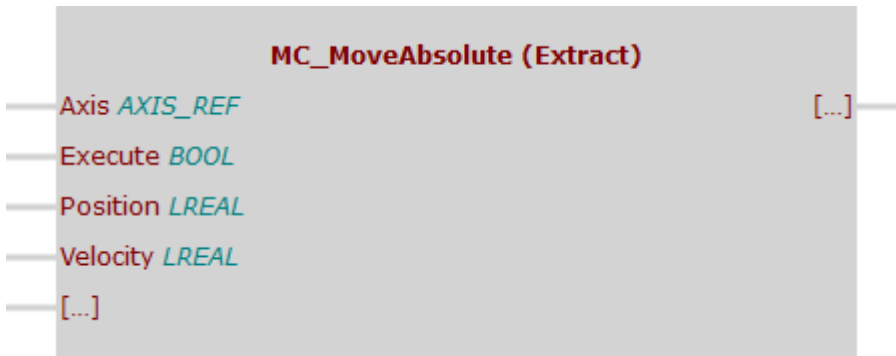 MC_MoveAbsolute (Extract)
Axis AXIS_REF [...]
Execute BOOL
Position LREAL
Velocity LREAL
[...]